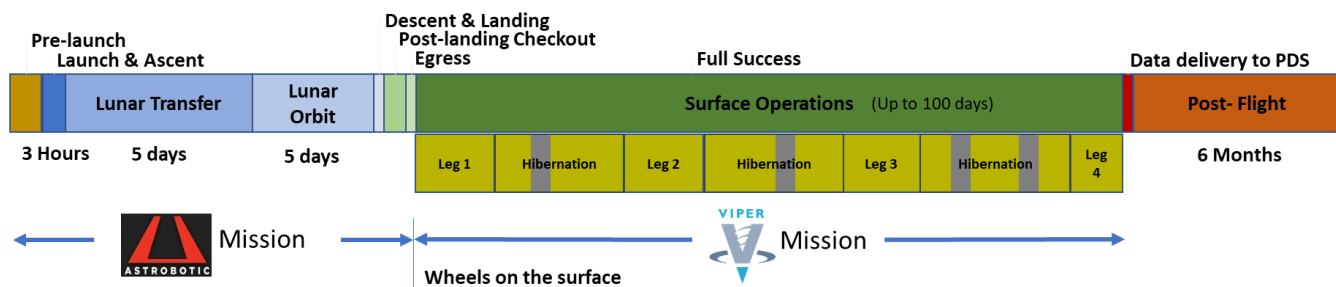 Descent & Landing
Pre-launch
Post-landing Checkout
Launch & Ascent
Egress
Full Success
Data delivery to PDS
Lunar Transfer
Lunar
Orbit
Surface Operations (Up to 100 days)
Post- Flight
3 Hours
5 days
5 days
Leg 1
Hibernation
Leg 2
Hibernation
Leg 3
Hibernation
Leg
4
6 Months
ASTROBOTIC
Mission
VIPER
V
Mission
Wheels on the surface